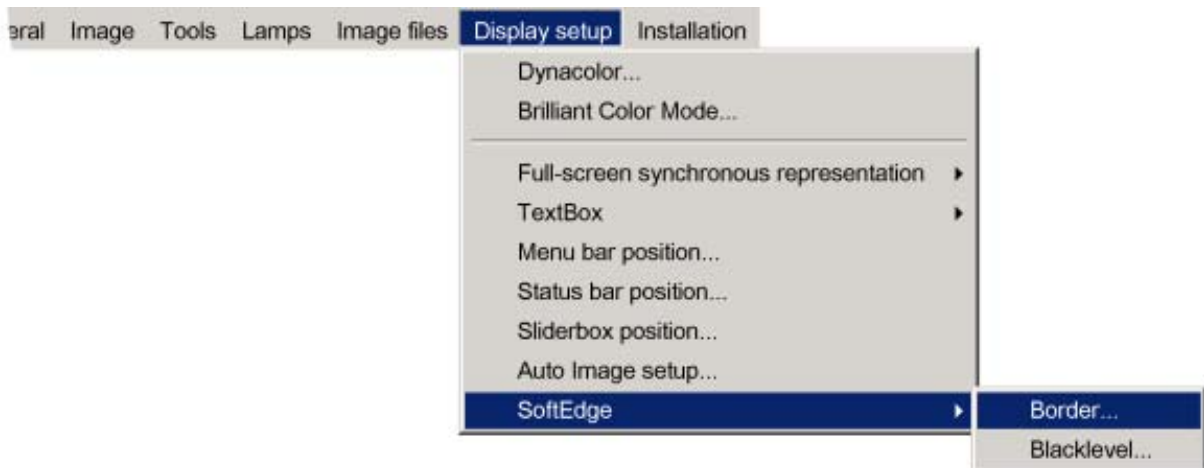 eral Image Tools Lamps Image files Display setup Installation
Dynacolor...
Brilliant Color Mode...
Full-screen synchronous representation
TextBox
Menu bar position...
Status bar position...
Sliderbox position...
Auto Image setup...
SoftEdge Border...
Blacklevel...